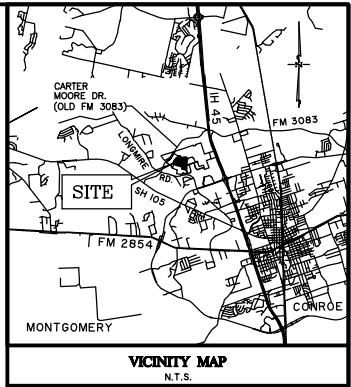 CARTER
MOORE DR.
(OLD FM 3083)
IH 45
FM 3083
LONGMIRE
RD
SITE
SH 105
FM 2854
CONROE
MONTGOMERY
VICINITY MAP
N.T.S.